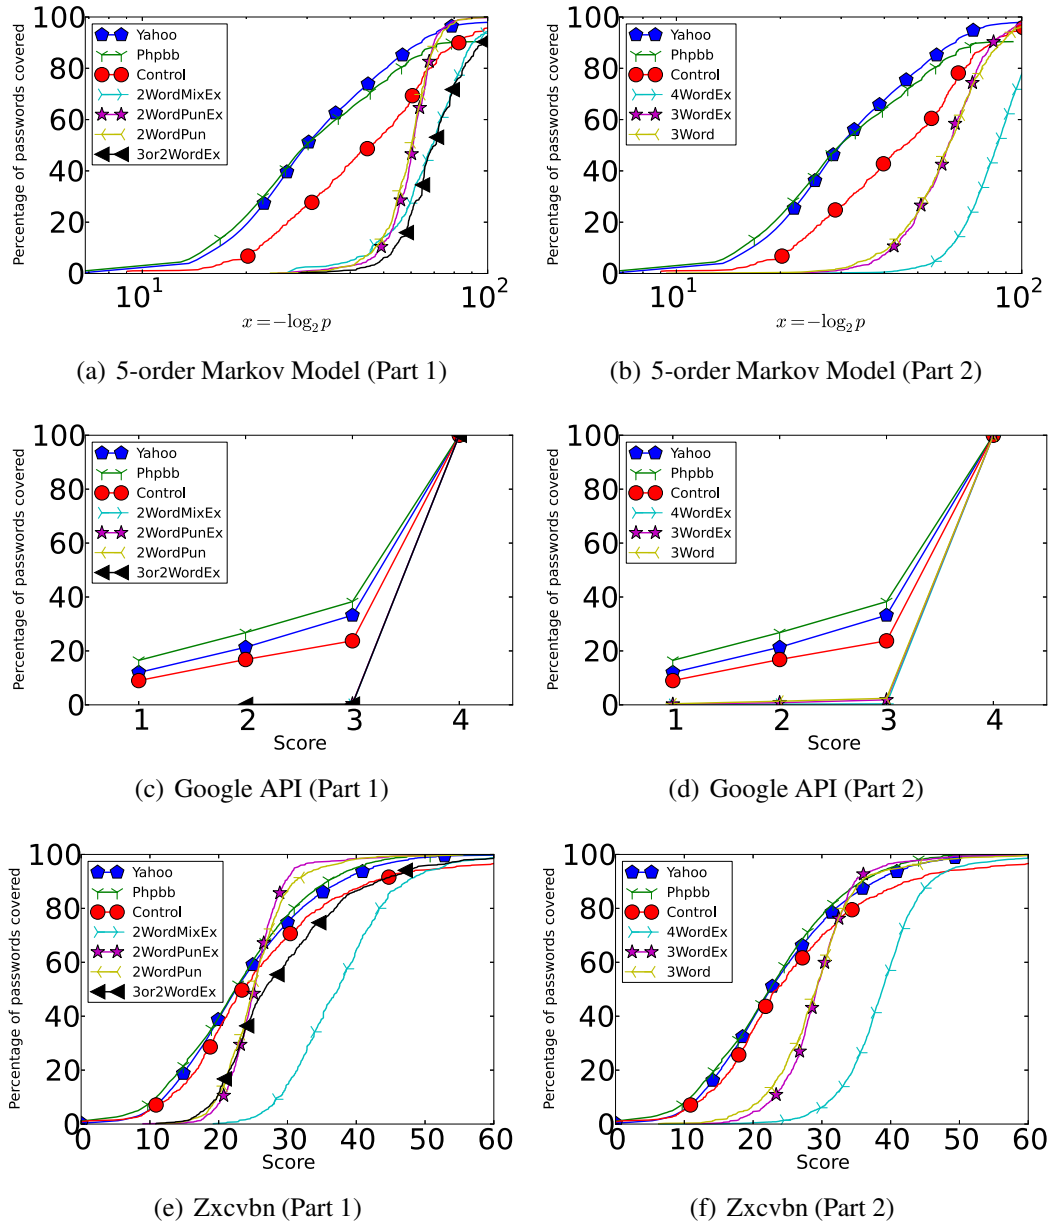 Percentage of passwords covered
100
80
60
40
20
0
Yahoo
Phpbb
Control
2WordMixEx
2WordPunEx
2WordPun
3or2WordEx
10^1
10^2
x = −log₂ p
(a) 5-order Markov Model (Part 1)
Percentage of passwords covered
100
80
60
40
20
0
Yahoo
Phpbb
Control
4WordEx
3WordEx
3Word
10^1
10^2
x = −log₂ p
(b) 5-order Markov Model (Part 2)
Percentage of passwords covered
100
80
60
40
20
0
Yahoo
Phpbb
Control
2WordMixEx
2WordPunEx
2WordPun
3or2WordEx
1 2 3 4
Score
(c) Google API (Part 1)
Percentage of passwords covered
100
80
60
40
20
0
Yahoo
Phpbb
Control
4WordEx
3WordEx
3Word
1 2 3 4
Score
(d) Google API (Part 2)
Percentage of passwords covered
100
80
60
40
20
0
Yahoo
Phpbb
Control
2WordMixEx
2WordPunEx
2WordPun
3or2WordEx
0 10 20 30 40 50 60
Score
(e) Zxcvbn (Part 1)
Percentage of passwords covered
100
80
60
40
20
0
Yahoo
Phpbb
Control
4WordEx
3WordEx
3Word
0 10 20 30 40 50 60
Score
(f) Zxcvbn (Part 2)